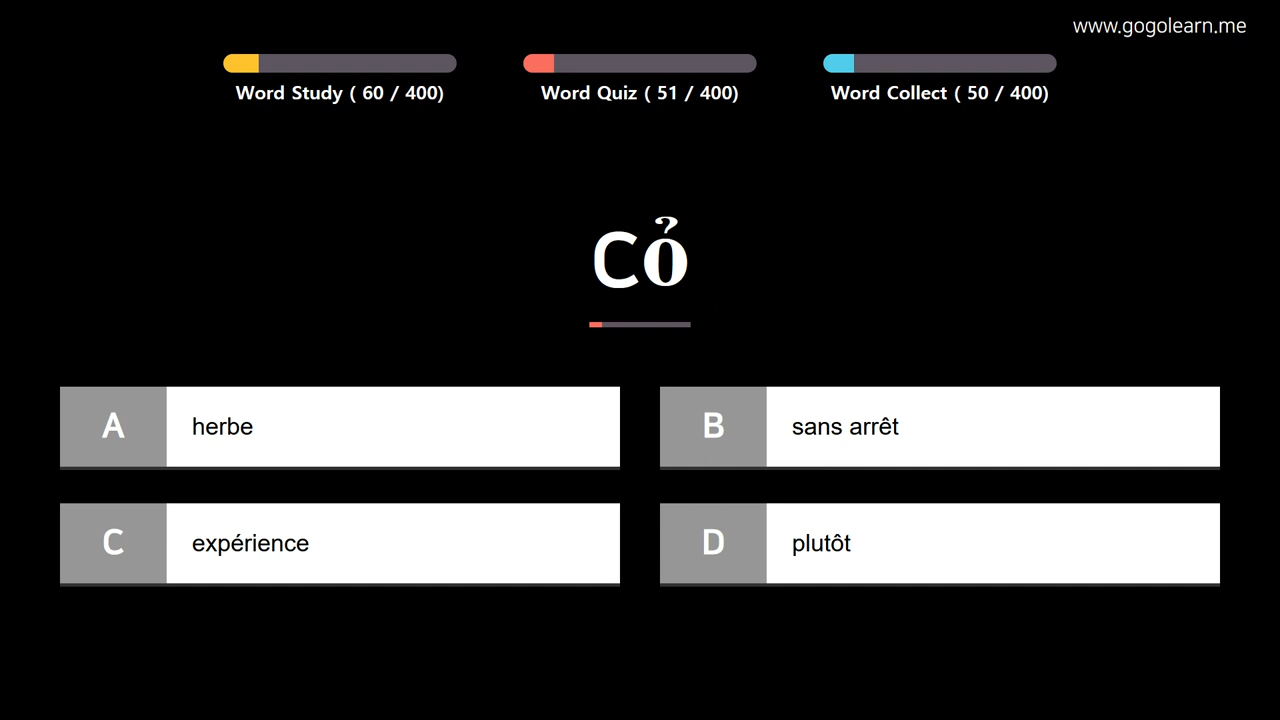 www.gogolearn.me
Word Study ( 60 / 400)
Word Quiz ( 51 / 400)
Word Collect ( 50 / 400)
Cỏ
A herbe
B sans arrêt
C expérience
D plutôt